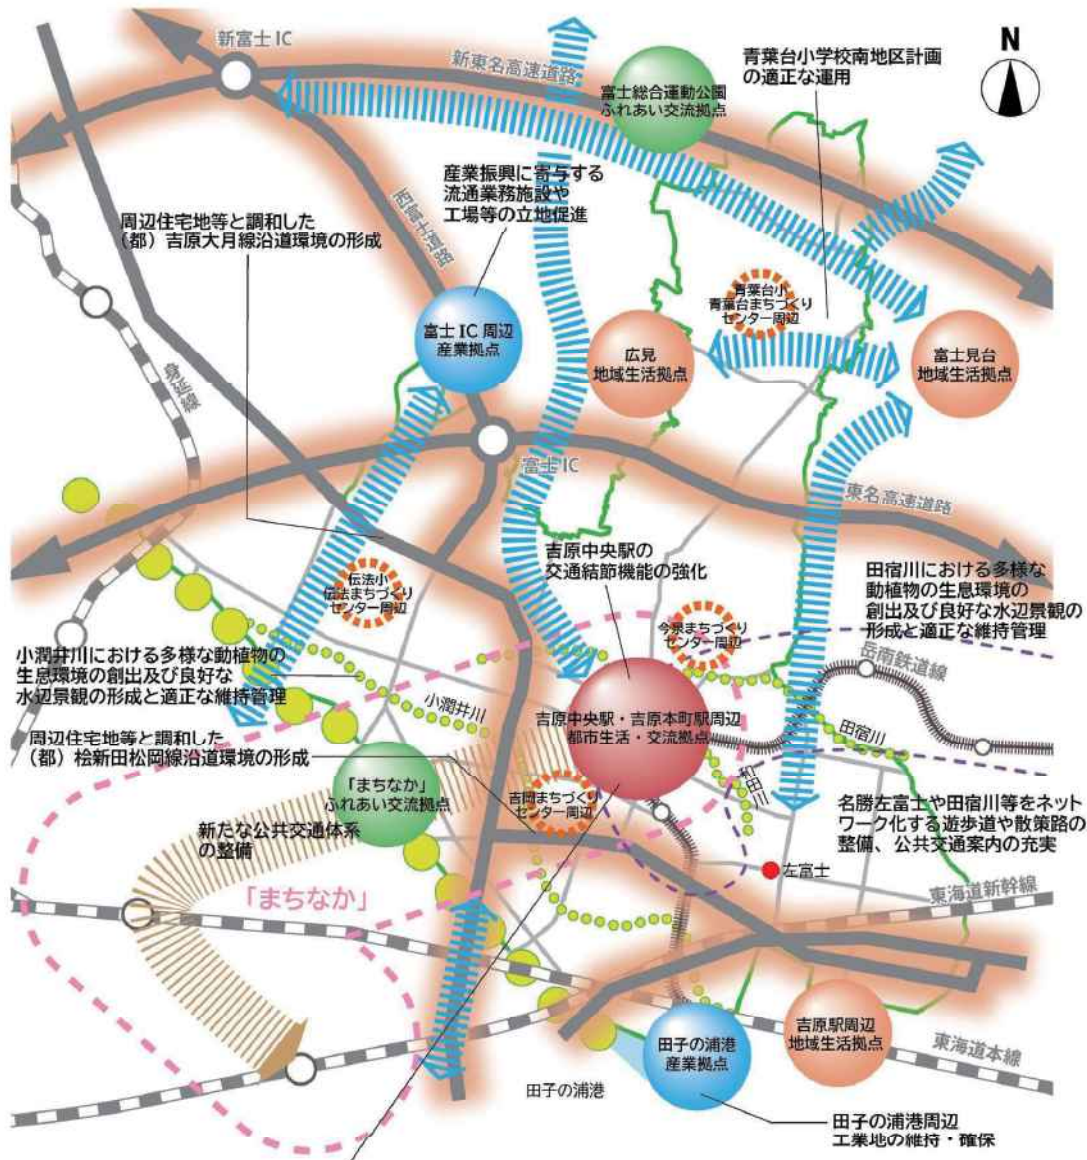 新富士 IC
新東名高速道路
青葉台小学校南地区計画
の適正な運用
N
富士総合運動公園
ふれあい交流拠点
産業振興に寄与する
流通業務施設や
工場等の立地促進
周辺住宅地等と調和した
（都）吉原大月線沿道環境の形成
西富士道路
青葉台小
青葉台まちづくり
センター周辺
富士 IC 周辺
産業拠点
広見
地域生活拠点
富士見台
地域生活拠点
身延線
富士 IC
東名高速道路
吉原中央駅の
交通結節機能の強化
田宿川における多様な
動植物の生息環境の
創出及び良好な水辺景観の
形成と適正な維持管理
伝法小
伝法まちづくり
センター周辺
今泉まちづくり
センター周辺
小潤井川における多様な動植物の
生息環境の創出及び良好な
水辺景観の形成と適正な維持管理
岳南鉄道線
小潤井川
吉原中央駅・吉原本町駅周辺
都市生活・交流拠点
田宿川
周辺住宅地等と調和した
（都）桧新田松岡線沿道環境の形成
「まちなか」
ふれあい交流拠点
吉岡まちづくり
センター周辺
和田川
新たな公共交通体系
の整備
名勝左富士や田宿川等をネット
ワーク化する遊歩道や散策路の
整備、公共交通案内の充実
左富士
「まちなか」
東海道新幹線
田子の浦港
産業拠点
吉原駅周辺
地域生活拠点
東海道本線
田子の浦港
田子の浦港周辺
工業地の維持・確保